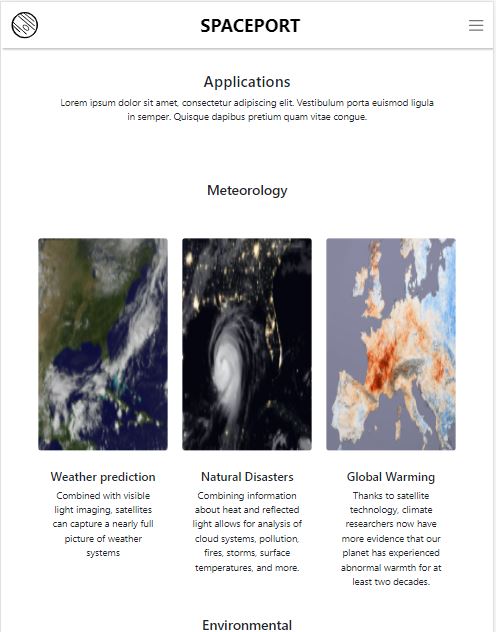 SPACEPORT
Applications
Lorem ipsum dolor sit amet, consectetur adipiscing elit. Vestibulum porta euismod ligula
in semper. Quisque dapibus pretium quam vitae congue.
Meteorology
Weather prediction
Combined with visible
light imaging, satellites
can capture a nearly full
picture of weather
systems
Natural Disasters
Combining information
about heat and reflected
light allows for analysis of
cloud systems, pollution,
fires, storms, surface
temperatures, and more.
Global Warming
Thanks to satellite
technology, climate
researchers now have
more evidence that our
planet has experienced
abnormal warmth for at
least two decades.
Environmental